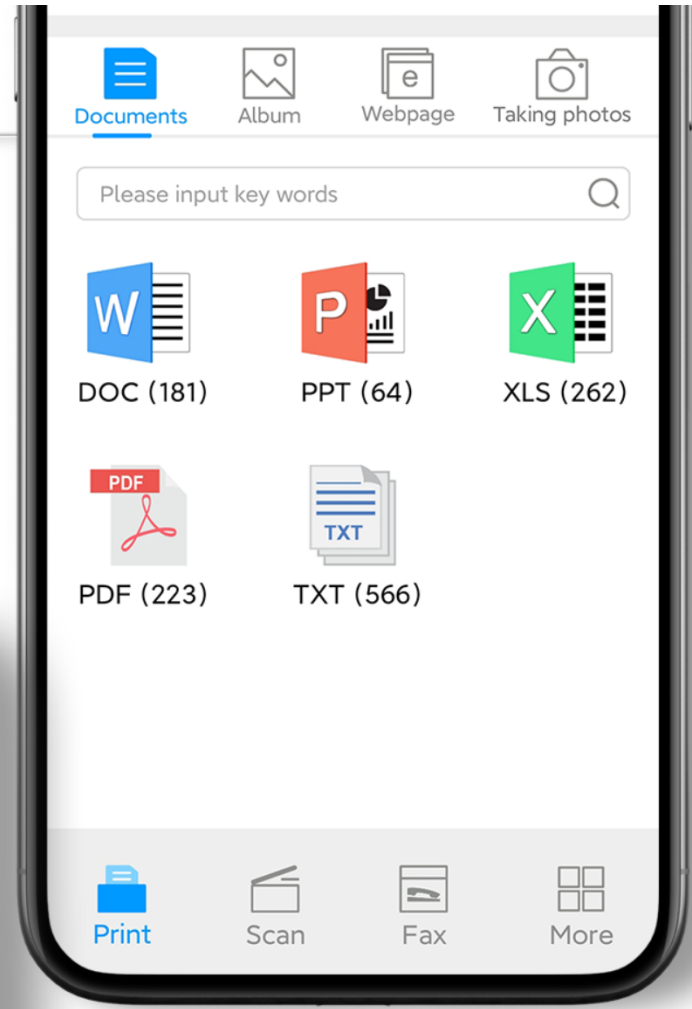 Documents Album Webpage Taking photos
Please input key words
DOC (181) PPT (64) XLS (262)
PDF
TXT
PDF (223) TXT (566)
Print Scan Fax More